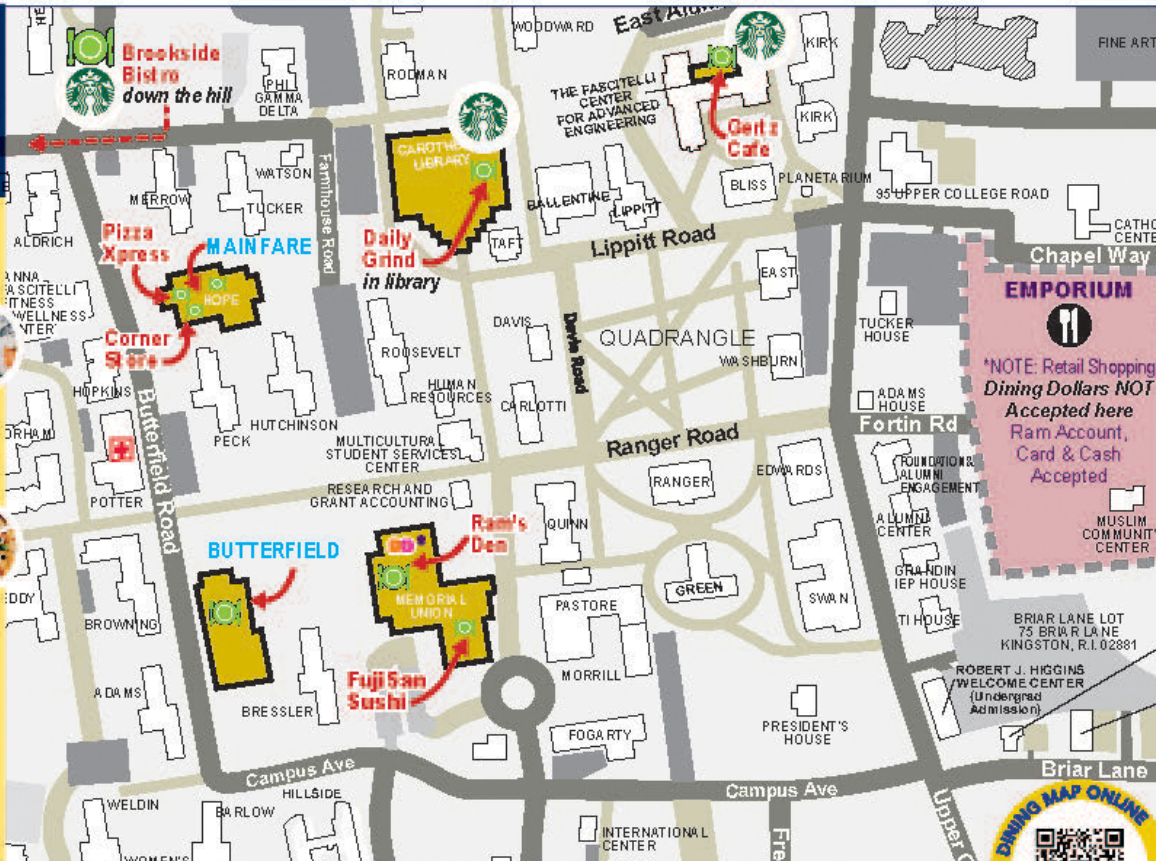 WOODWARD
East
Brookside
Bistro
down the hill
PHI
GAMMA
DELTA
RODMAN
THE FASCITELLI
CENTER
FOR ADVANCED
ENGINEERING
KIRK
KIRK
FINE ART
Gertz
Cafe
LIBRARY
WATSON
MERROW
TUCKER
Farmhouse Road
BALLENTINE
LIPPITT
BLISS
PLANETARIUM
95 UPPER COLLEGE ROAD
ALDRICH
Pizza
Xpress
MAINFARE
HOPE
Corner
Store
Daily
Grind
in library
TAFT
Lippitt Road
EAST
Chapel Way
EMPORIUM
*NOTE: Retail Shopping
Dining Dollars NOT
Accepted here
Ram Account,
Card & Cash
Accepted
MUSLIM
COMMUNITY
CENTER
WELLNESS
HOPKINS
POTTER
Butterfield Road
PECK
HUTCHINSON
ROOSEVELT
DAVIS
HUMAN
RESOURCES
CARLOTTI
Davis Road
QUADRANGLE
WASHBURN
TUCKER
HOUSE
ADAMS
HOUSE
Fortin Rd
MULTICULTURAL
STUDENT SERVICES
CENTER
Ranger Road
RESEARCH AND
GRANT ACCOUNTING
RANGER
EDWARDS
FOUNDATION &
ALUMNI
ENGAGEMENT
ALUMNI
CENTER
GRANDIN
IEP HOUSE
TI HOUSE
BUTTERFIELD
Ram's
Den
MEMORIAL
UNION
QUINN
Fuji San
Sushi
PASTORE
MORRILL
GREEN
SWAN
BRIAR LANE LOT
75 BRIAR LANE
KINGSTON, R.I. 02881
ROBERT J. HIGGINS
WELCOME CENTER
(Undergrad
Admission)
BROWNING
ADAMS
BRESSLER
FOGARTY
PRESIDENT'S
HOUSE
Campus Ave
Campus Ave
Briar Lane
WELDIN
BARLOW
HILLSIDE
WOMEN'S
INTERNATIONAL
CENTER
Upper
DINING MAP ONLINE